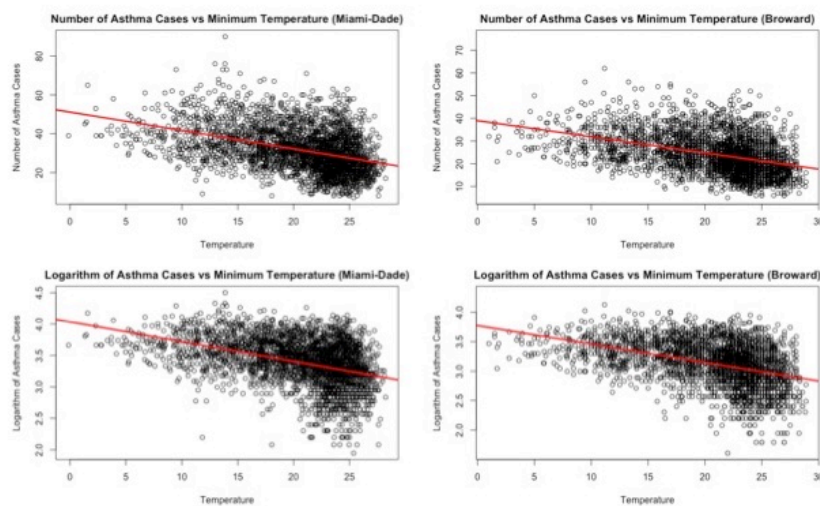 Number of Asthma Cases vs Minimum Temperature (Miami-Dade)
Number of Asthma Cases
80
60
40
20
0 5 10 15 20 25
Temperature
Number of Asthma Cases vs Minimum Temperature (Broward)
Number of Asthma Cases
70
60
50
40
30
20
10
0 5 10 15 20 25 30
Temperature
Logarithm of Asthma Cases vs Minimum Temperature (Miami-Dade)
Logarithm of Asthma Cases
4.5
4.0
3.5
3.0
2.5
2.0
0 5 10 15 20 25
Temperature
Logarithm of Asthma Cases vs Minimum Temperature (Broward)
Logarithm of Asthma Cases
4.0
3.5
3.0
2.5
2.0
0 5 10 15 20 25 30
Temperature